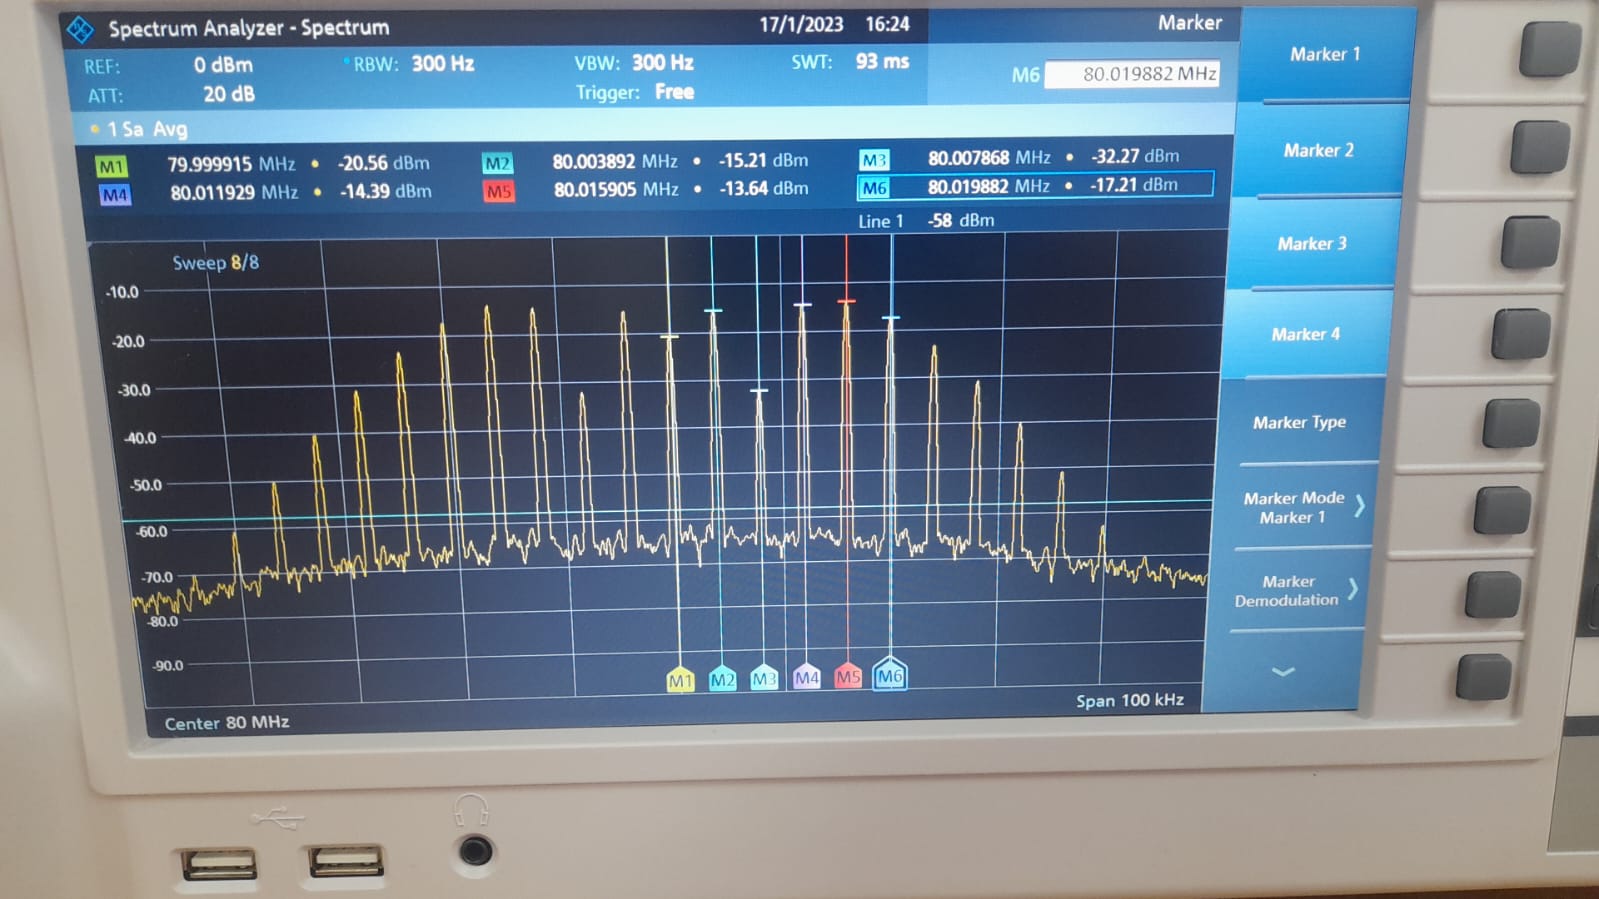 Spectrum Analyzer - Spectrum 17/1/2023 16:24 Marker
REF: 0 dBm RBW: 300 Hz VBW: 300 Hz SWT: 93 ms M6 80.019882 MHz
ATT: 20 dB Trigger: Free
1 Sa Avg
M1 79.999915 MHz • -20.56 dBm M2 80.003892 MHz • -15.21 dBm M3 80.007868 MHz • -32.27 dBm
M4 80.011929 MHz • -14.39 dBm M5 80.015905 MHz • -13.64 dBm M6 80.019882 MHz • -17.21 dBm
Line 1 -58 dBm
Sweep 8/8
-10.0
-20.0
-30.0
-40.0
-50.0
-60.0
-70.0
-80.0
-90.0
M1 M2 M3 M4 M5 M6
Center 80 MHz Span 100 kHz
Marker 1
Marker 2
Marker 3
Marker 4
Marker Type
Marker Mode
Marker 1
Marker
Demodulation